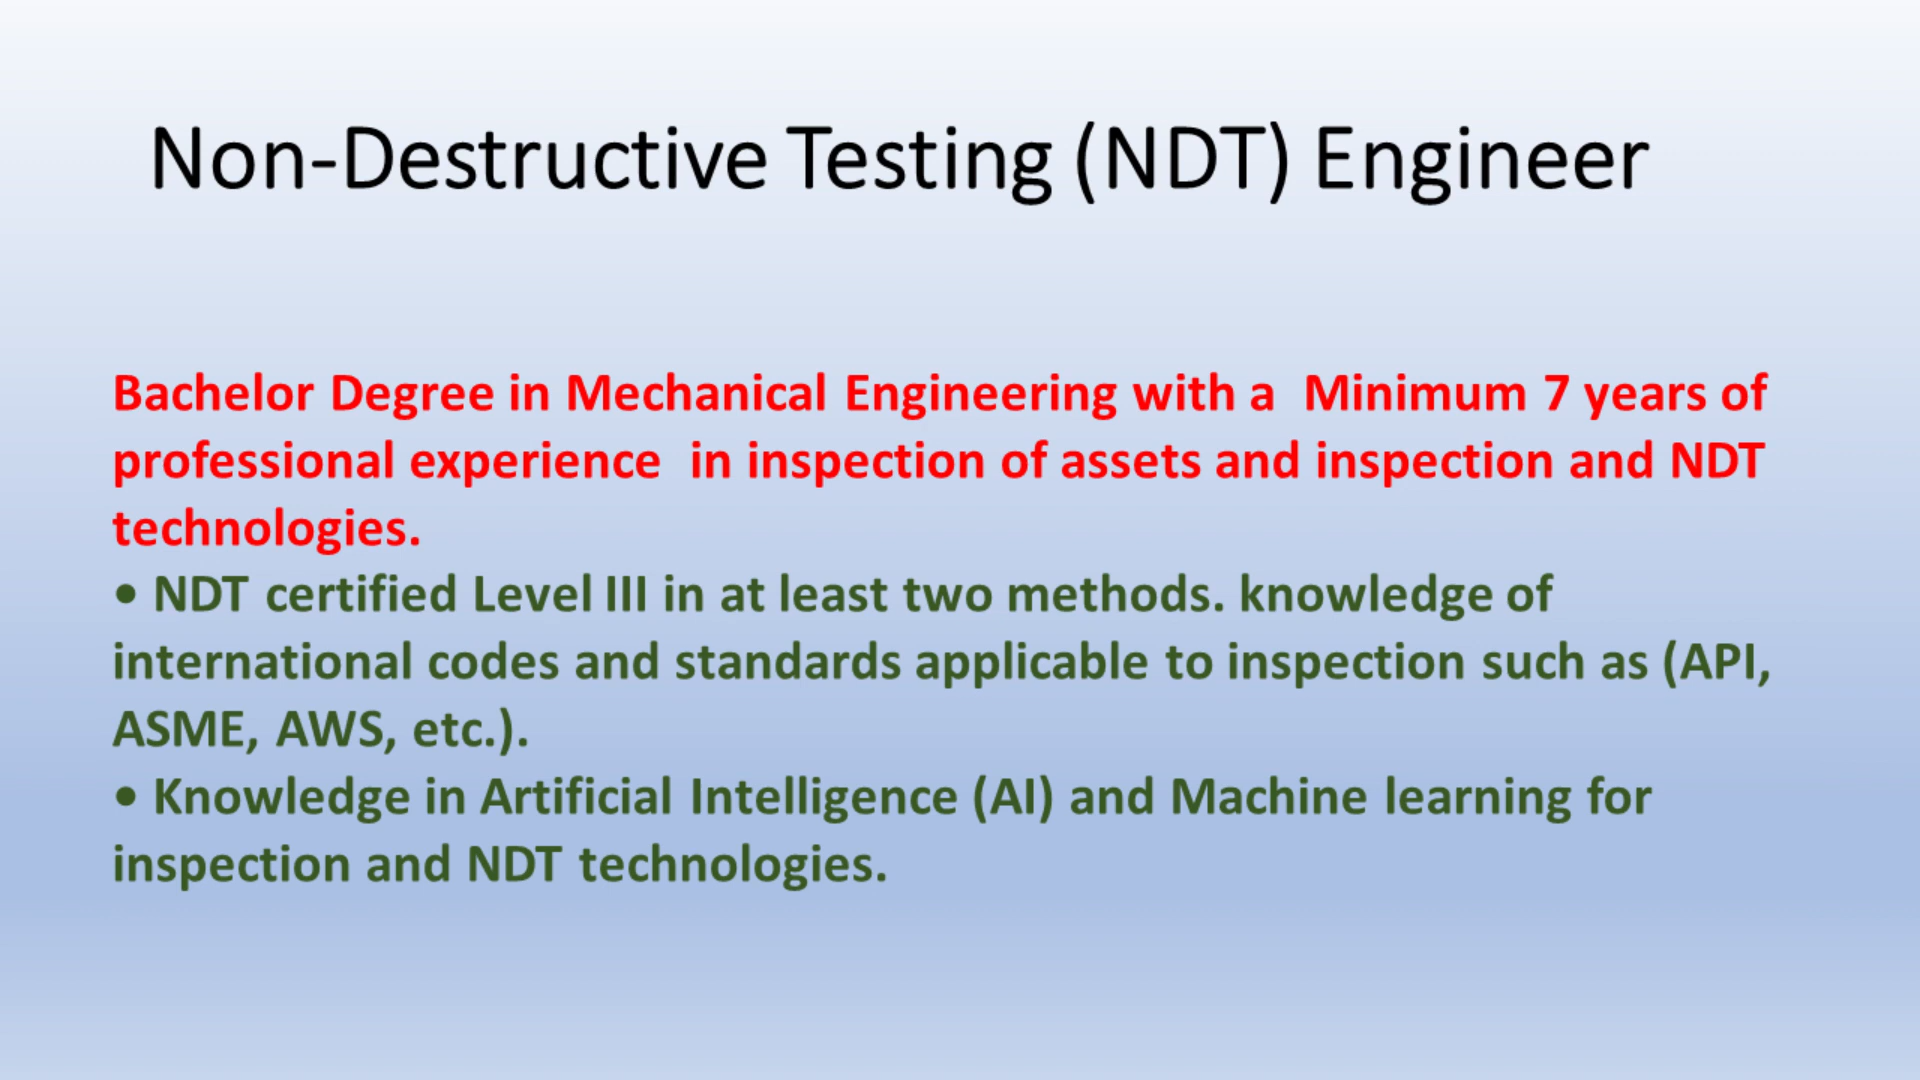 Non-Destructive Testing (NDT) Engineer
Bachelor Degree in Mechanical Engineering with a  Minimum 7 years of
professional experience  in inspection of assets and inspection and NDT
technologies.
• NDT certified Level III in at least two methods. knowledge of
international codes and standards applicable to inspection such as (API,
ASME, AWS, etc.).
• Knowledge in Artificial Intelligence (AI) and Machine learning for
inspection and NDT technologies.